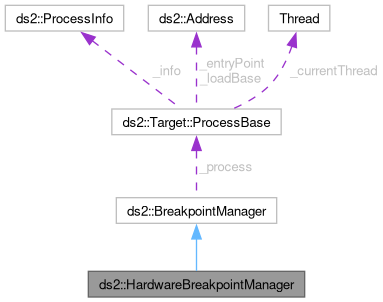 ds2::ProcessInfo
ds2::Address
Thread
_info
_entryPoint
_loadBase
_currentThread
ds2::Target::ProcessBase
_process
ds2::BreakpointManager
ds2::HardwareBreakpointManager